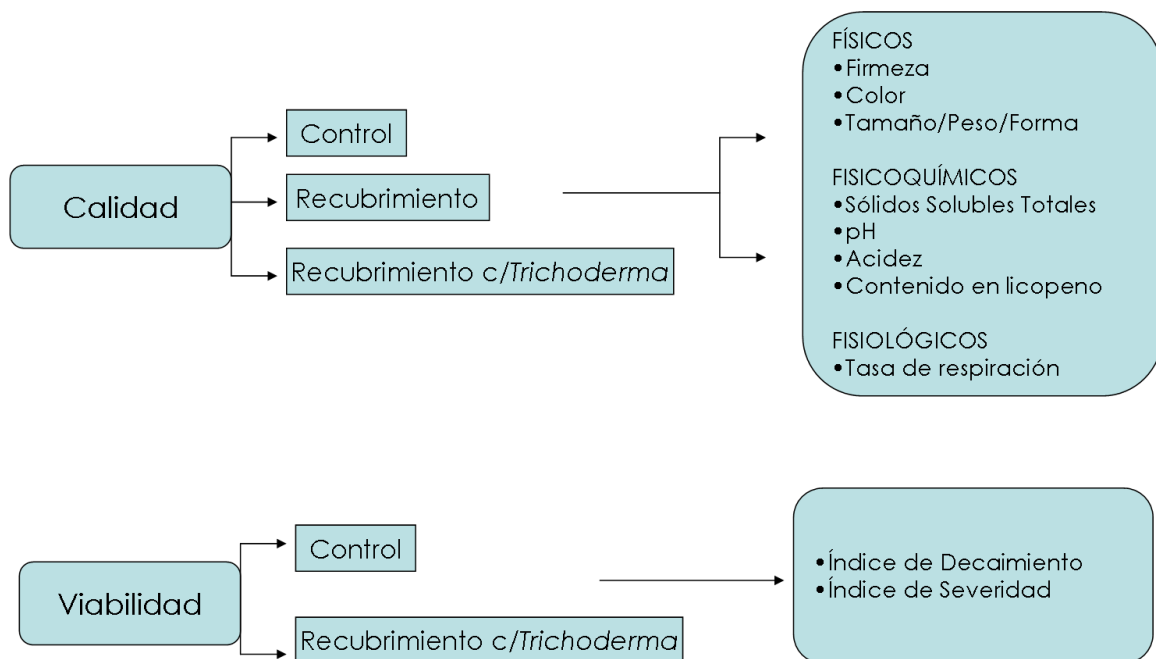 Calidad
Control
Recubrimiento
Recubrimiento c/Trichoderma
FÍSICOS
•Firmeza
•Color
•Tamaño/Peso/Forma
FISICOQUÍMICOS
•Sólidos Solubles Totales
•pH
•Acidez
•Contenido en licopeno
FISIOLÓGICOS
•Tasa de respiración
Viabilidad
Control
Recubrimiento c/Trichoderma
•Índice de Decaimiento
•Índice de Severidad